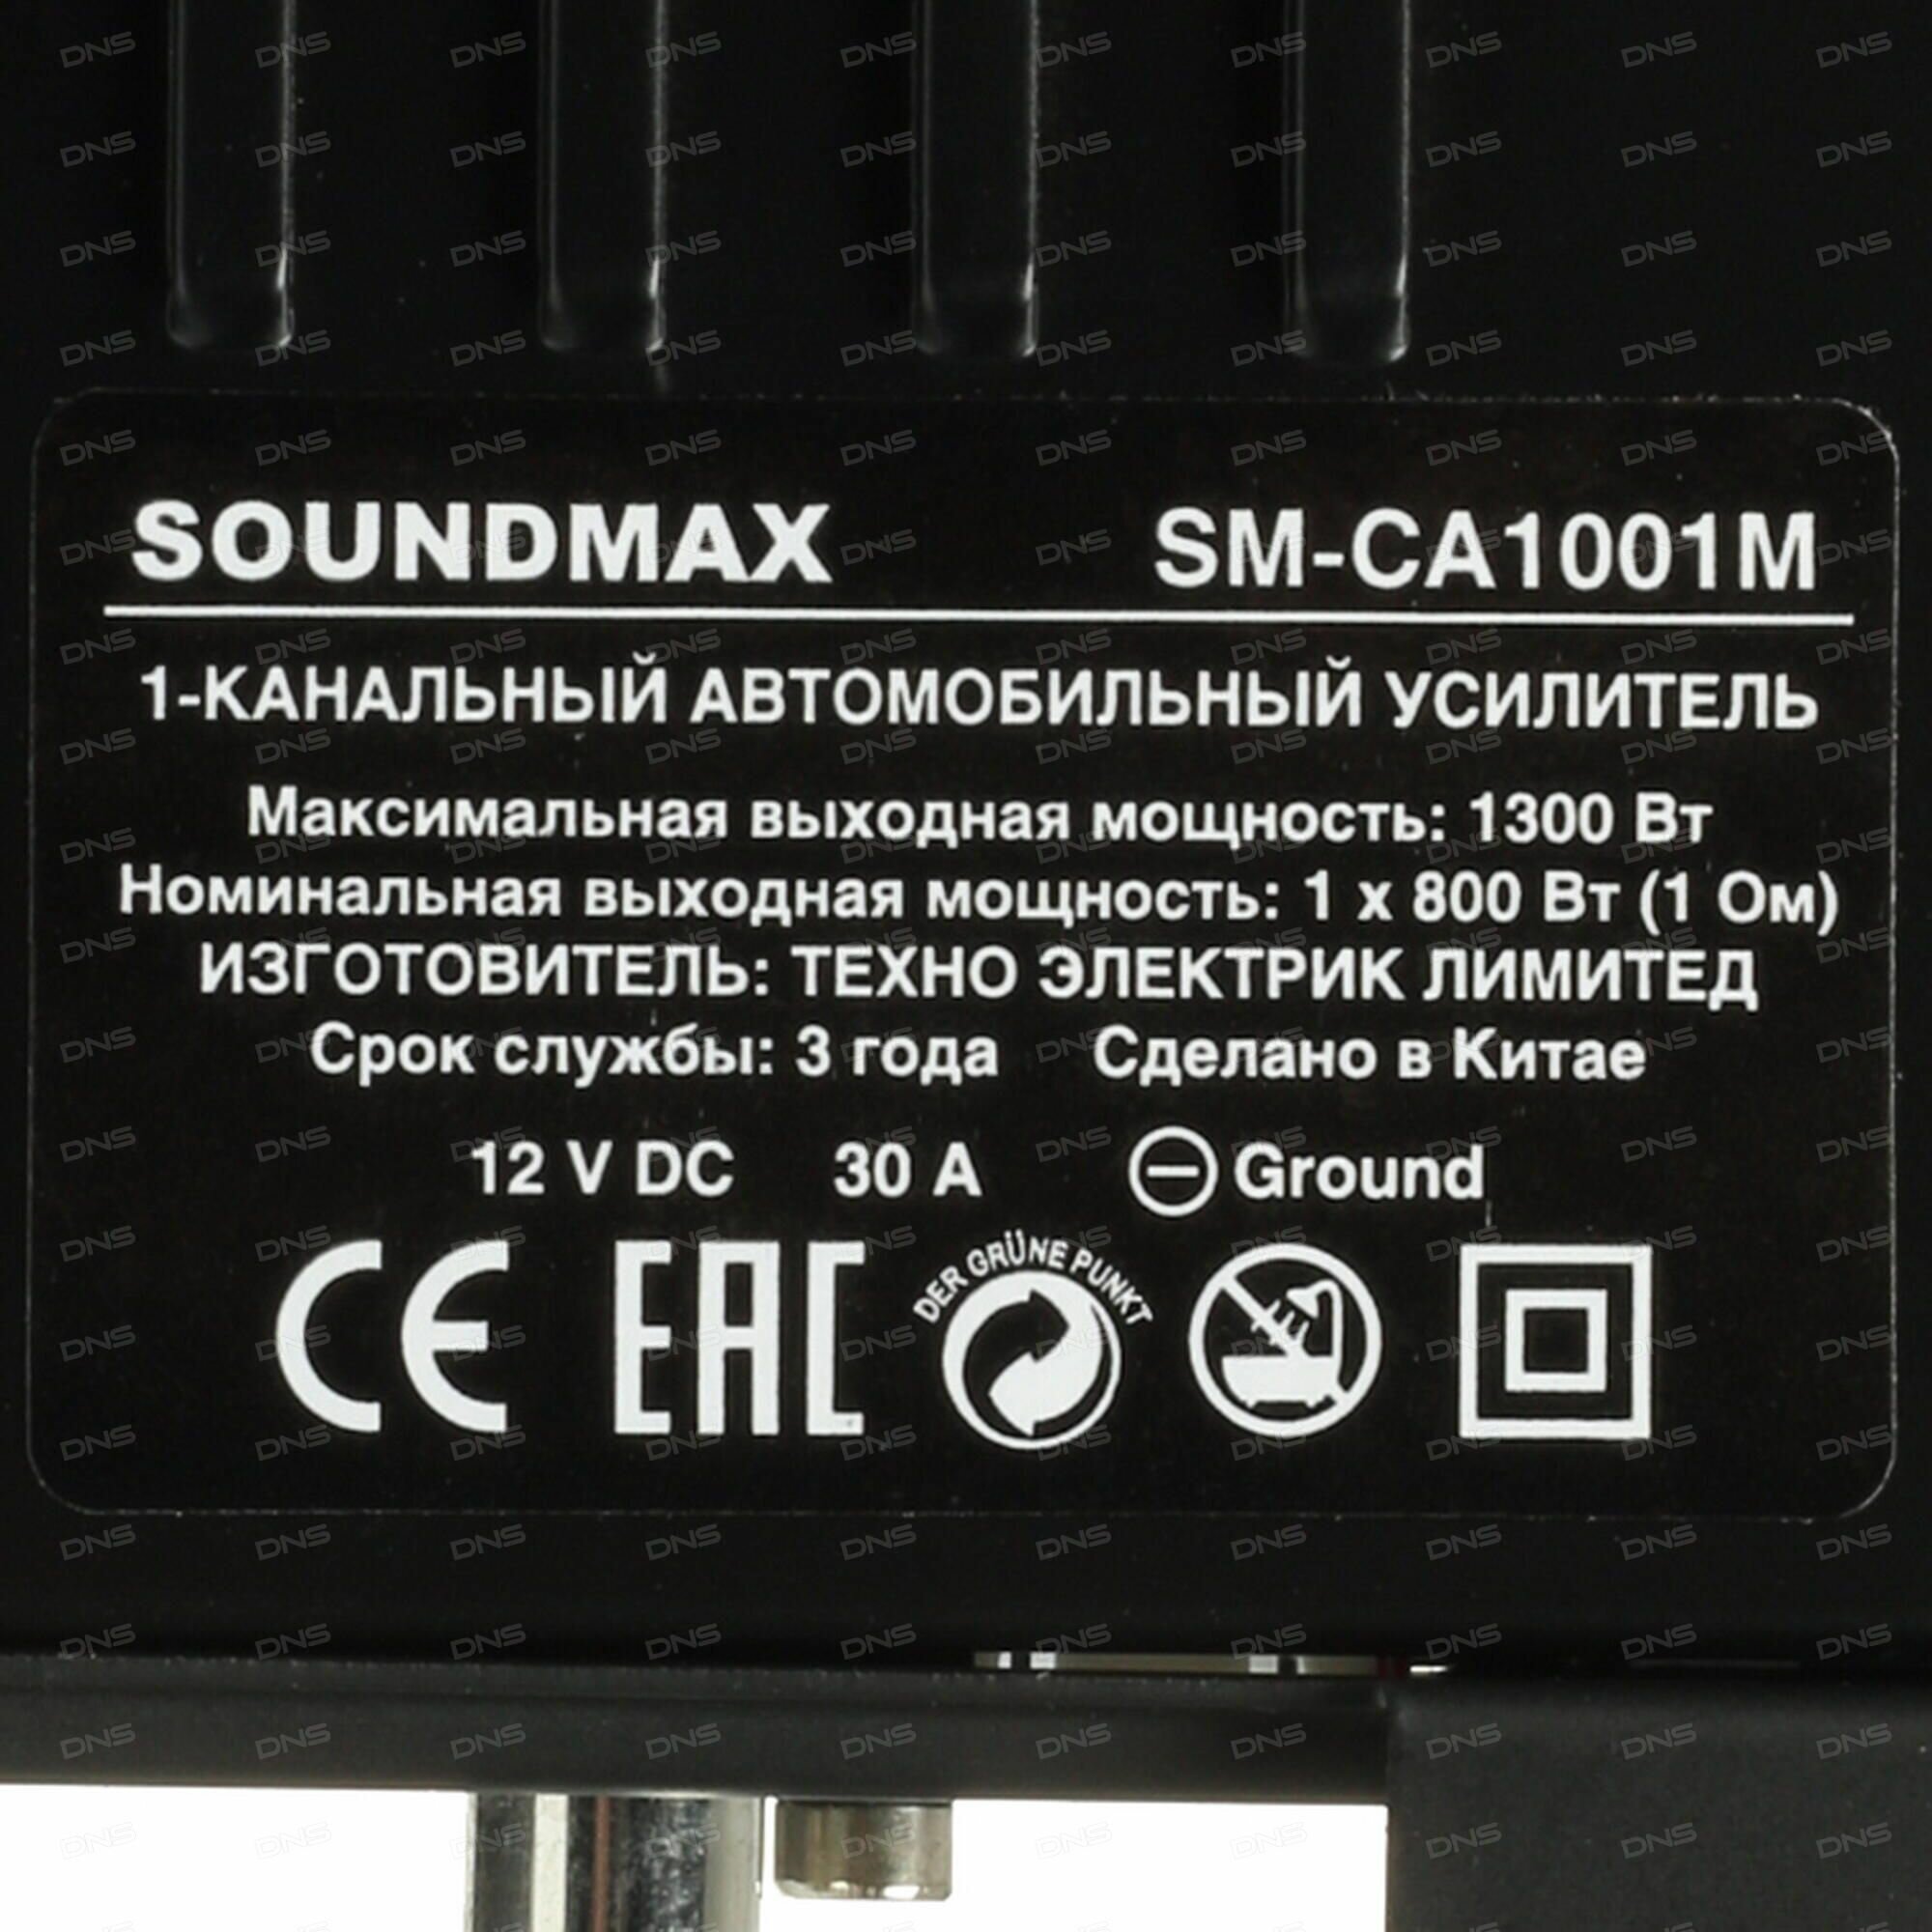 SOUNDMAX SM-CA1001M
1-КАНАЛЬНЫЙ АВТОМОБИЛЬНЫЙ УСИЛИТЕЛЬ
Максимальная выходная мощность: 1300 Вт
Номинальная выходная мощность: 1 x 800 Вт (1 Ом)
ИЗГОТОВИТЕЛЬ: ТЕХНО ЭЛЕКТРИК ЛИМИТЕД
Срок службы: 3 года Сделано в Китае
12 V DC 30 A Ground
CE EAC DER GRÜNE PUNKT
DNS